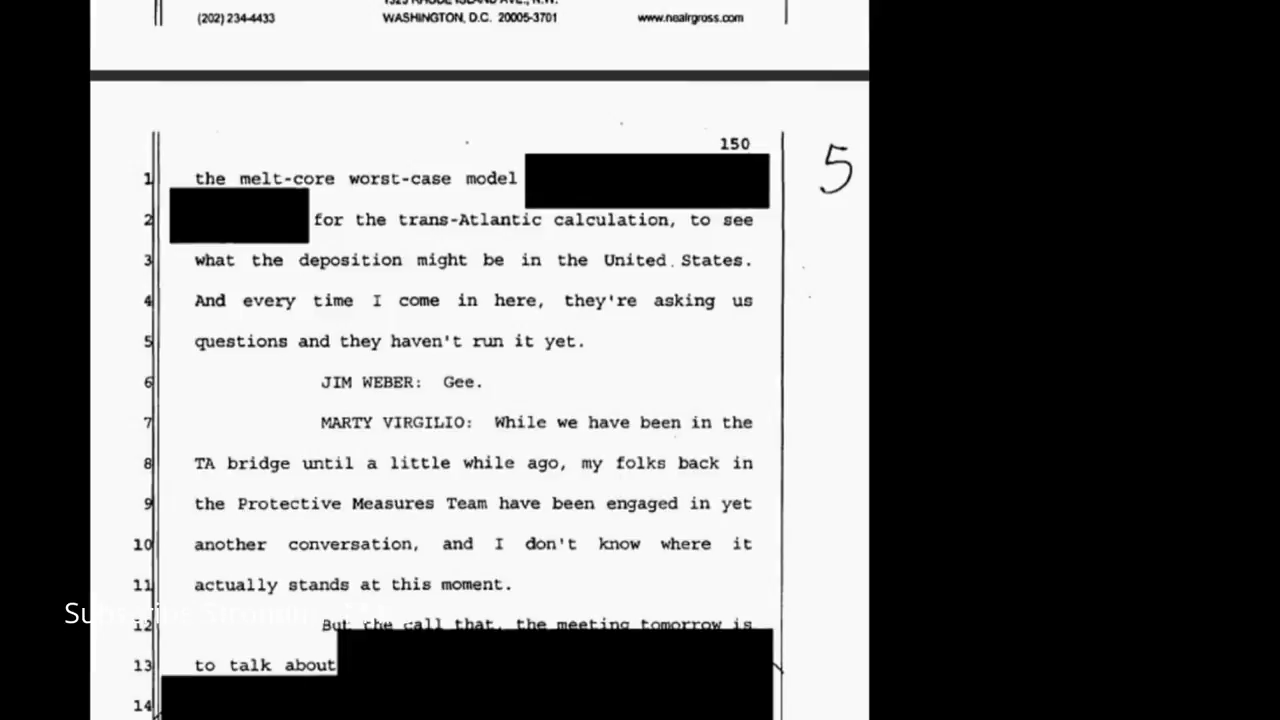 (202) 234-4433 WASHINGTON, D.C. 20005-3701 www.nealrgross.com
150
5
1 the melt-core worst-case model
2 for the trans-Atlantic calculation, to see
3 what the deposition might be in the United States.
4 And every time I come in here, they're asking us
5 questions and they haven't run it yet.
6 JIM WEBER: Gee.
7 MARTY VIRGILIO: While we have been in the
8 TA bridge until a little while ago, my folks back in
9 the Protective Measures Team have been engaged in yet
10 another conversation, and I don't know where it
11 actually stands at this moment.
12 But the call that, the meeting tomorrow is
13 to talk about
14